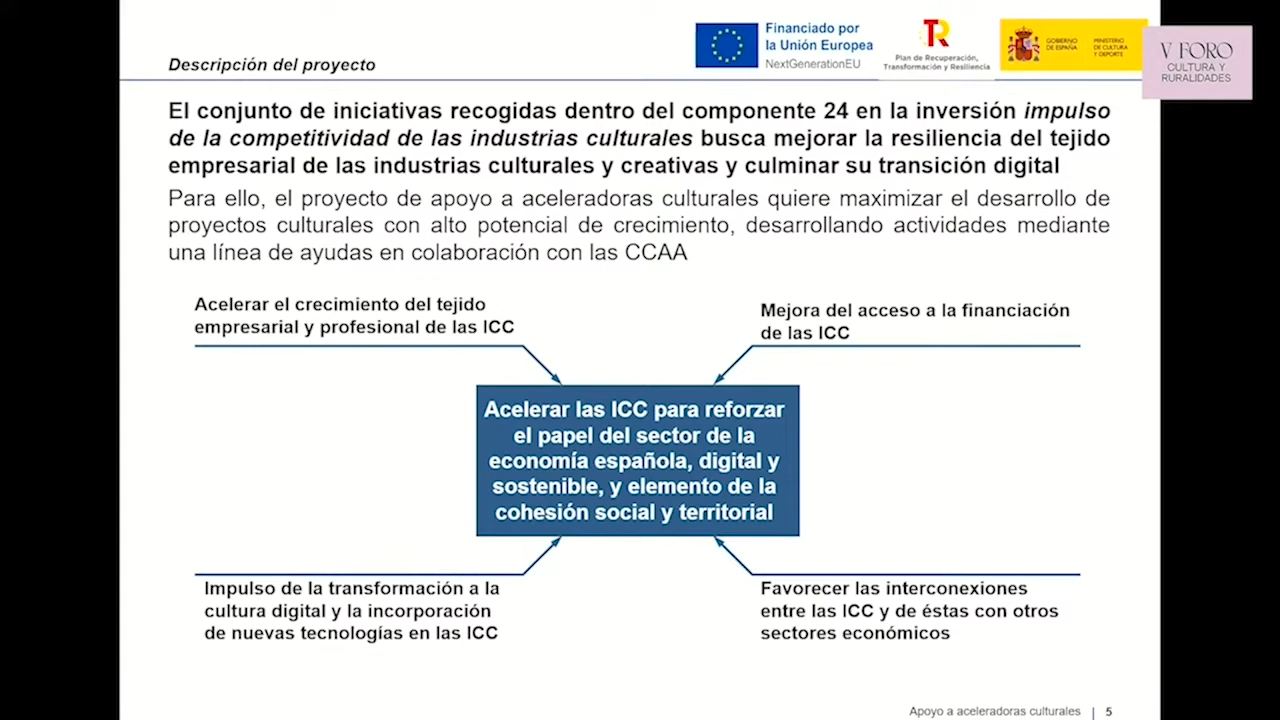 Financiado por
la Unión Europea
NextGenerationEU
Plan de Recuperación,
Transformación y Resiliencia
GOBIERNO
DE ESPAÑA
MINISTERIO
DE CULTURA
Y DEPORTE
V FORO
CULTURA Y
RURALIDADES
Descripción del proyecto
El conjunto de iniciativas recogidas dentro del componente 24 en la inversión impulso
de la competitividad de las industrias culturales busca mejorar la resiliencia del tejido
empresarial de las industrias culturales y creativas y culminar su transición digital
Para ello, el proyecto de apoyo a aceleradoras culturales quiere maximizar el desarrollo de
proyectos culturales con alto potencial de crecimiento, desarrollando actividades mediante
una línea de ayudas en colaboración con las CCAA
Acelerar el crecimiento del tejido
empresarial y profesional de las ICC
Mejora del acceso a la financiación
de las ICC
Acelerar las ICC para reforzar
el papel del sector de la
economía española, digital y
sostenible, y elemento de la
cohesión social y territorial
Impulso de la transformación a la
cultura digital y la incorporación
de nuevas tecnologías en las ICC
Favorecer las interconexiones
entre las ICC y de éstas con otros
sectores económicos
Apoyo a aceleradoras culturales | 5